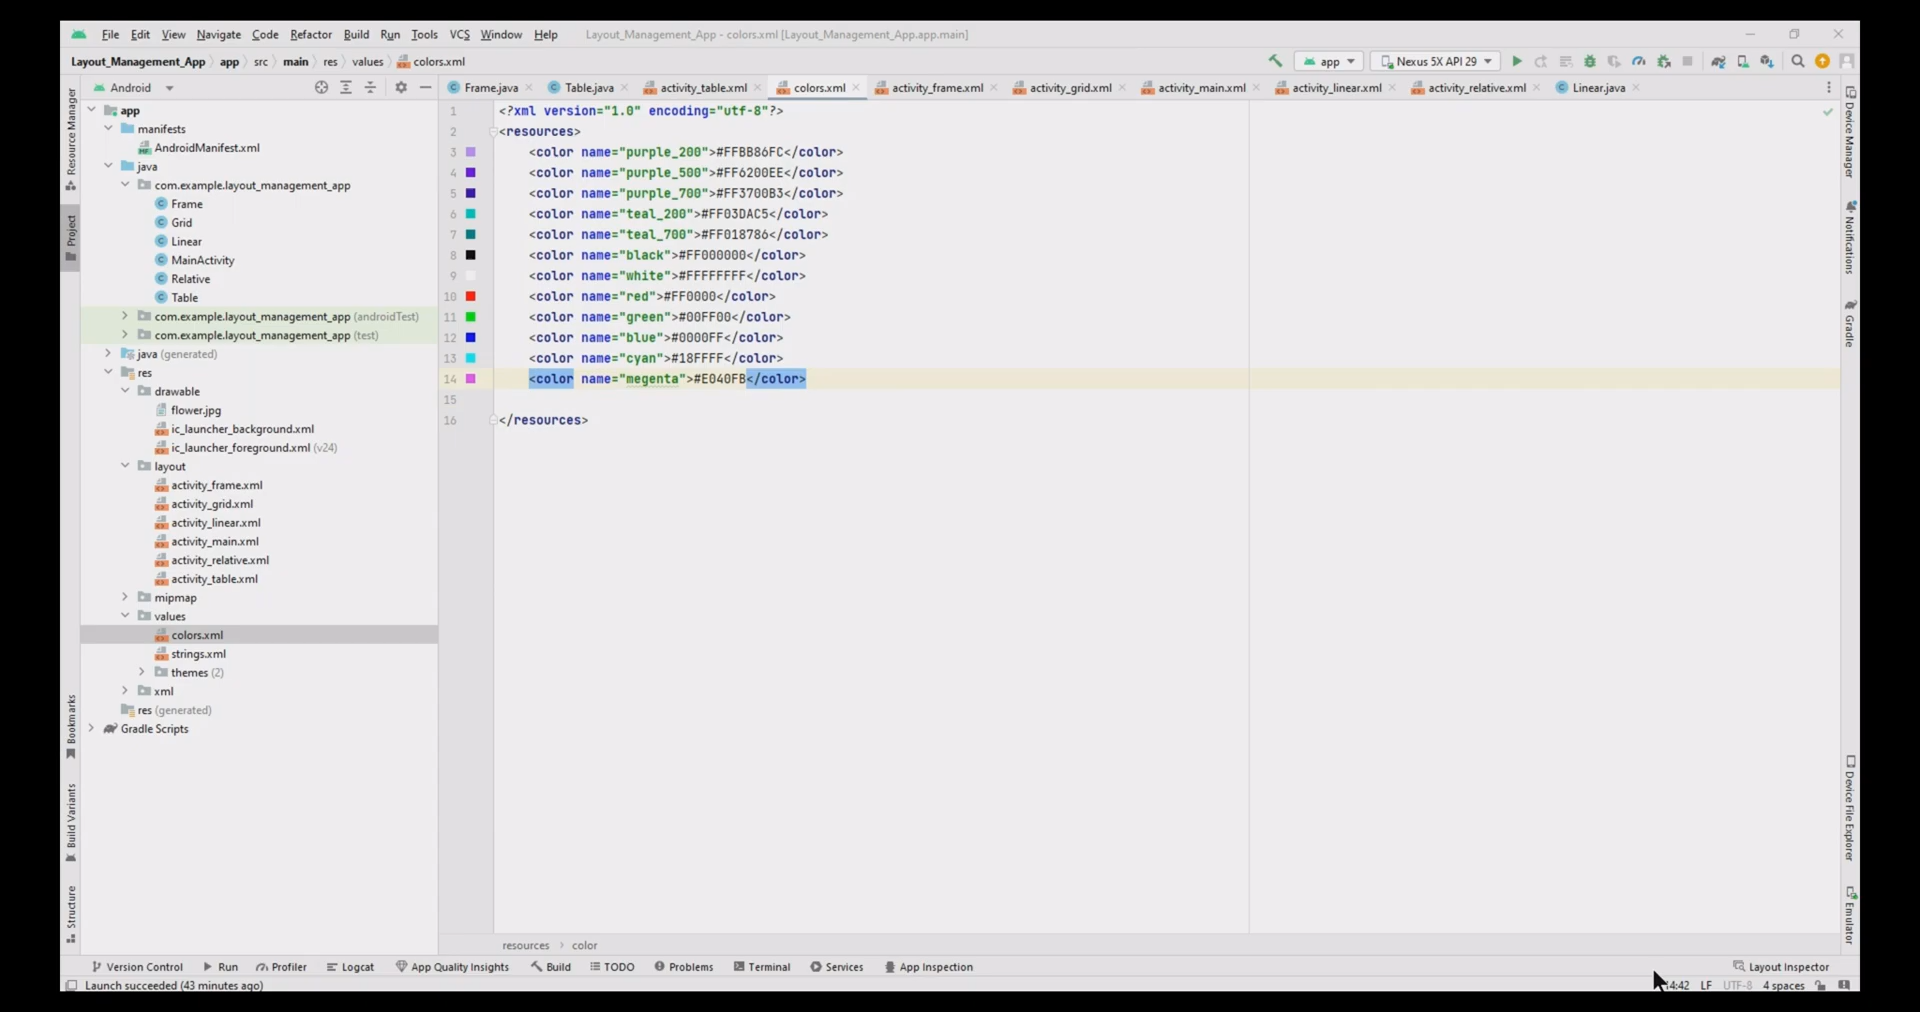 File Edit View Navigate Code Refactor Build Run Tools VCS Window Help Layout_Management_App - colors.xml [Layout_Management_App.app.main]
Layout_Management_App app src main res values colors.xml
app Nexus 5X API 29
Android
Frame.java Table.java activity_table.xml colors.xml activity_frame.xml activity_grid.xml activity_main.xml activity_linear.xml activity_relative.xml Linear.java
Resource Manager
Project
Bookmarks
Build Variants
Structure
app
manifests
AndroidManifest.xml
java
com.example.layout_management_app
Frame
Grid
Linear
MainActivity
Relative
Table
com.example.layout_management_app (androidTest)
com.example.layout_management_app (test)
java (generated)
res
drawable
flower.jpg
ic_launcher_background.xml
ic_launcher_foreground.xml (v24)
layout
activity_frame.xml
activity_grid.xml
activity_linear.xml
activity_main.xml
activity_relative.xml
activity_table.xml
mipmap
values
colors.xml
strings.xml
themes (2)
xml
res (generated)
Gradle Scripts
1 <?xml version="1.0" encoding="utf-8"?>
2 <resources>
3 <color name="purple_200">#FFBB86FC</color>
4 <color name="purple_500">#FF6200EE</color>
5 <color name="purple_700">#FF3700B3</color>
6 <color name="teal_200">#FF03DAC5</color>
7 <color name="teal_700">#FF018786</color>
8 <color name="black">#FF000000</color>
9 <color name="white">#FFFFFFFF</color>
10 <color name="red">#FF0000</color>
11 <color name="green">#00FF00</color>
12 <color name="blue">#0000FF</color>
13 <color name="cyan">#18FFFF</color>
14 <color name="megenta">#E040FB</color>
15
16 </resources>
Device Manager
Notifications
Gradle
Device File Explorer
Emulator
resources › color
Version Control Run Profiler Logcat App Quality Insights Build TODO Problems Terminal Services App Inspection Layout Inspector
Launch succeeded (43 minutes ago) 14:42 LF UTF-8 4 spaces